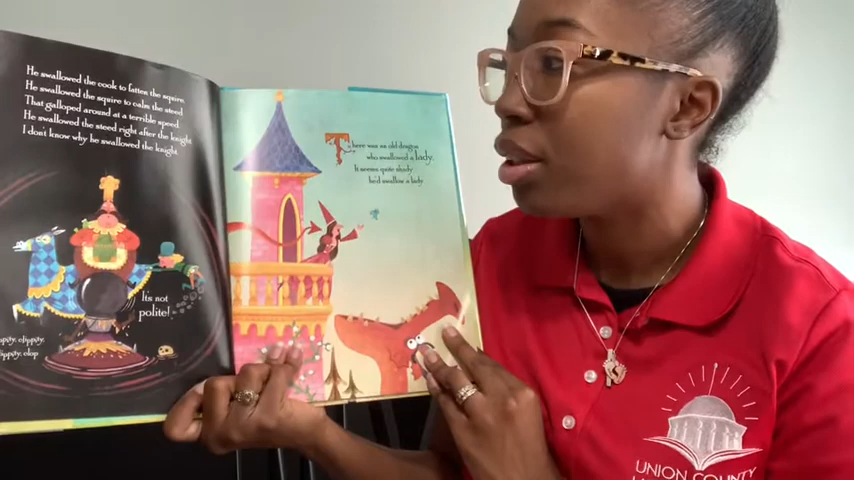 He swallowed the cook to fatten the squire
He swallowed the squire to calm the steed
that galloped around at a terrible speed.
He swallowed the steed right after the knight.
I don't know why he swallowed the knight.
It's not
polite!
clippity, clop
There was an old dragon
who swallowed a lady.
It seems quite shady
he'd swallow a lady
UNION COUNTY